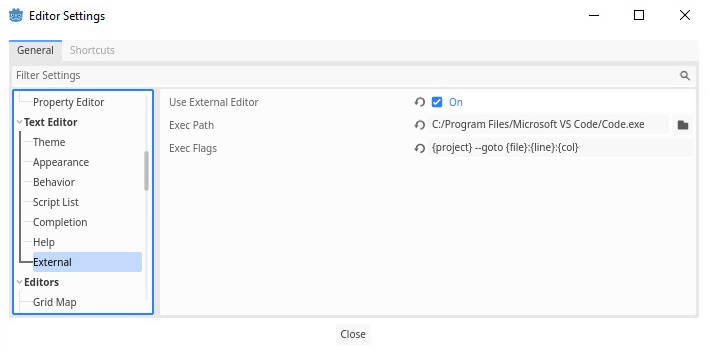 Editor Settings
General Shortcuts
Filter Settings
Property Editor
Text Editor
Theme
Appearance
Behavior
Script List
Completion
Help
External
Editors
Grid Map
Use External Editor On
Exec Path C:/Program Files/Microsoft VS Code/Code.exe
Exec Flags {project} --goto {file}:{line}:{col}
Close